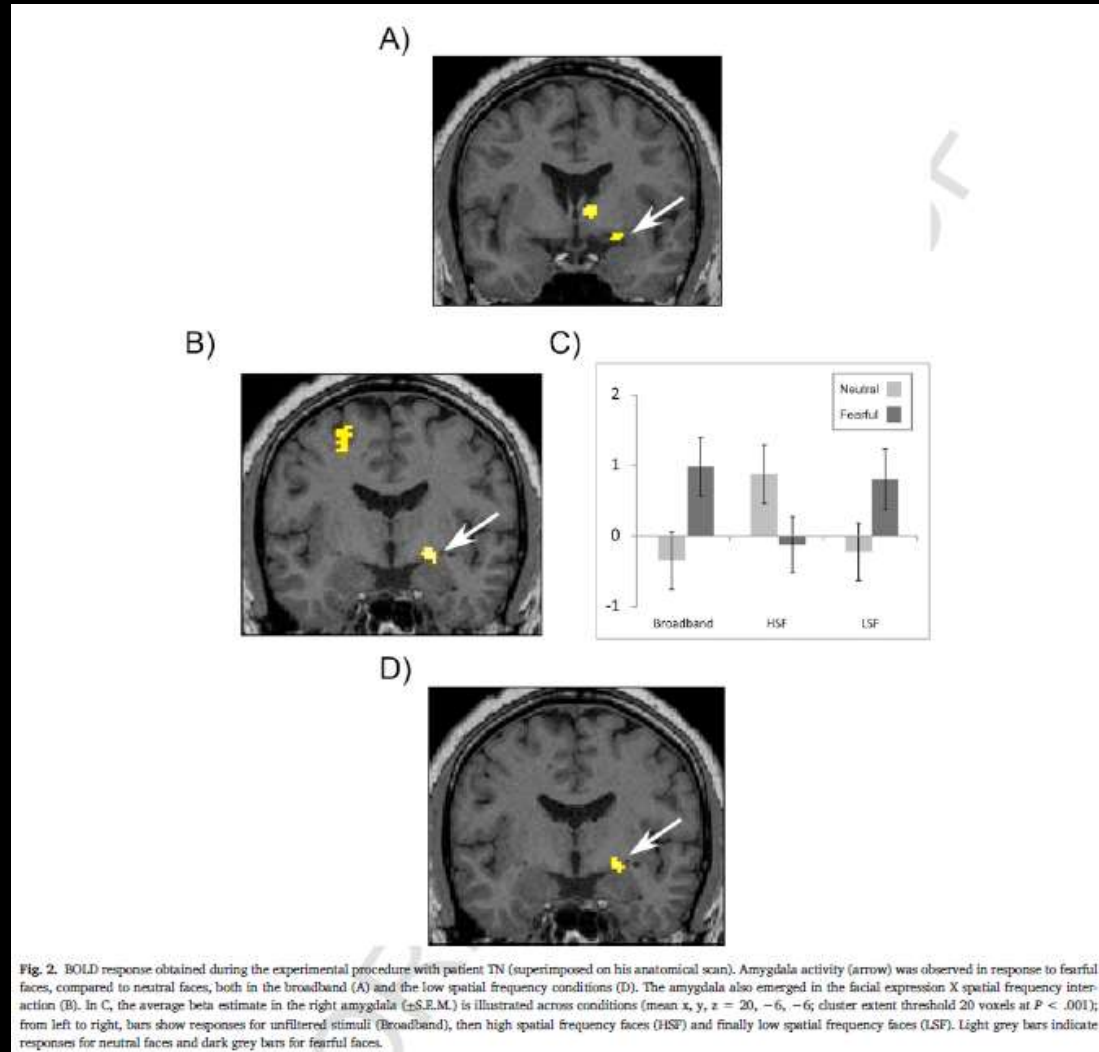 A)
B)
C)
2
1
0
-1
Neutral
Fearful
Broadband
HSF
LSF
D)
Fig. 2. BOLD response obtained during the experimental procedure with patient TN (superimposed on his anatomical scan). Amygdala activity (arrow) was observed in response to fearful
faces, compared to neutral faces, both in the broadband (A) and the low spatial frequency conditions (D). The amygdala also emerged in the facial expression X spatial frequency inter-
action (B). In C, the average beta estimate in the right amygdala (±S.E.M.) is illustrated across conditions (mean x, y, z = 20, −6, −6; cluster extent threshold 20 voxels at P < .001);
from left to right, bars show responses for unfiltered stimuli (Broadband), then high spatial frequency faces (HSF) and finally low spatial frequency faces (LSF). Light grey bars indicate
responses for neutral faces and dark grey bars for fearful faces.